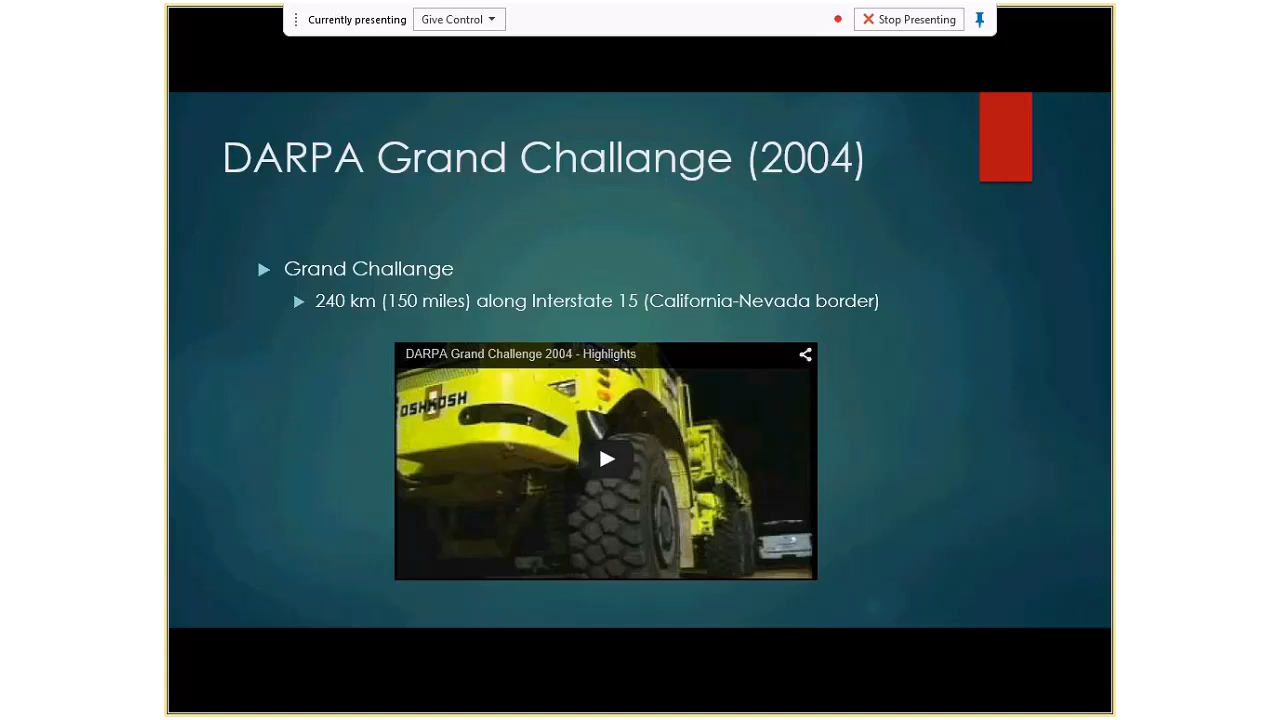 Currently presenting Give Control Stop Presenting
DARPA Grand Challange (2004)
Grand Challange
240 km (150 miles) along Interstate 15 (California-Nevada border)
DARPA Grand Challenge 2004 - Highlights
OSHKOSH